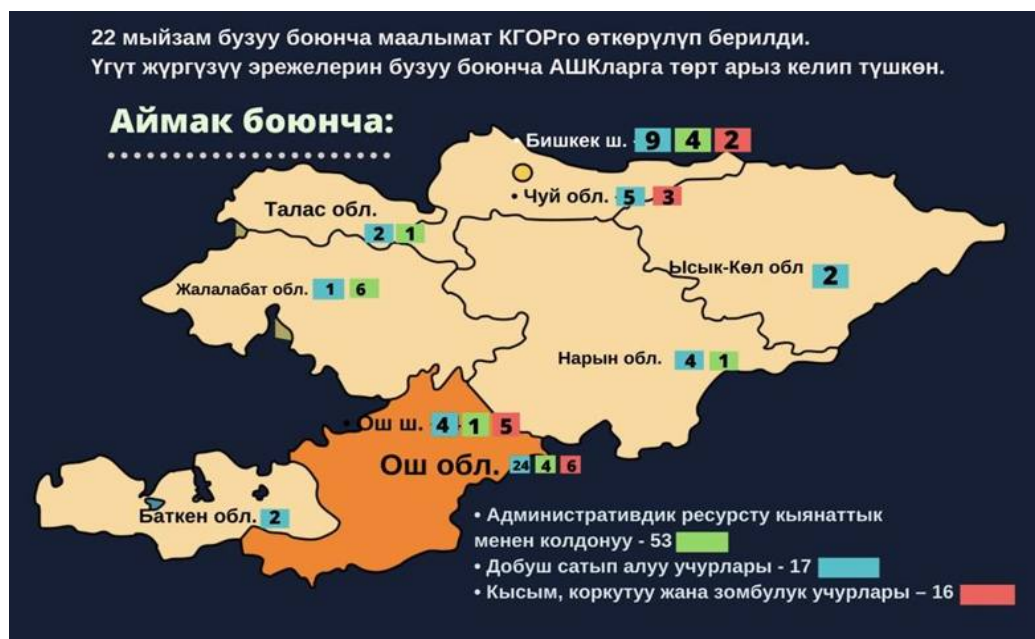 22 мыйзам бузуу боюнча маалымат КГОРго өткөрүлүп берилди.
Үгүт жүргүзүү эрежелерин бузуу боюнча АШКларга төрт арыз келип түшкөн.
Аймак боюнча:
• Бишкек ш. 9 4 2
• Чуй обл. 5 3
Талас обл.
2 1
Ысык-Көл обл 2
Жалалабат обл. 1 6
Нарын обл. 4 1
• Ош ш. 4 1 5
Ош обл. 24 4 6
Баткен обл. 2
• Административдик ресурсту кыянаттык
менен колдонуу - 53
• Добуш сатып алуу учурлары - 17
• Кысым, коркутуу жана зомбулук учурлары – 16